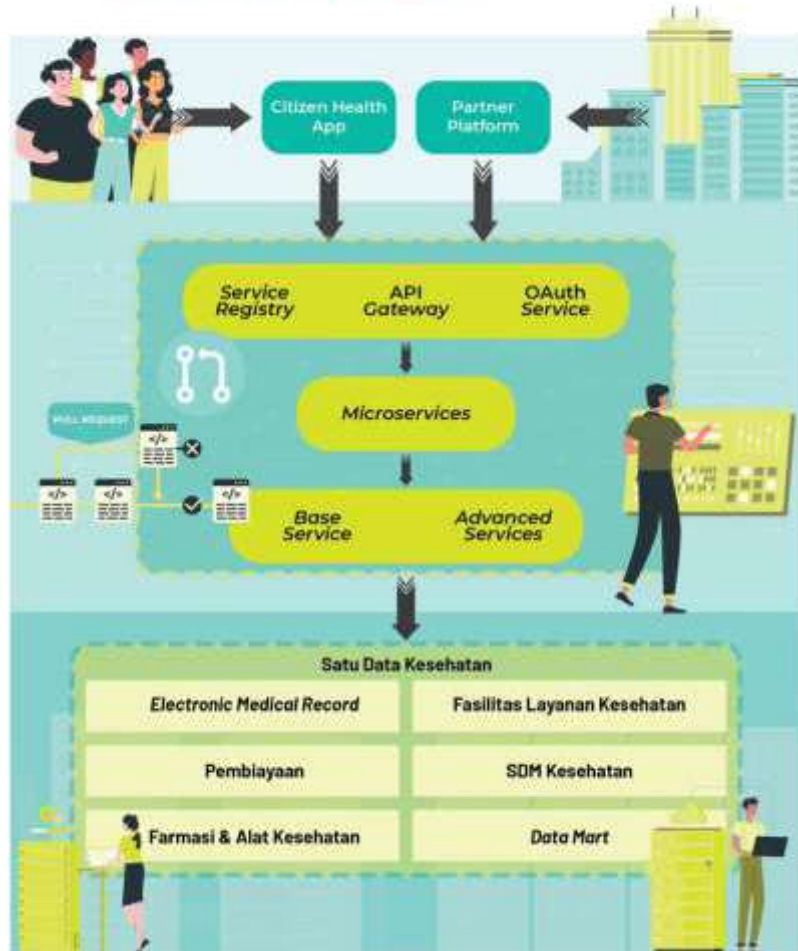 Citizen Health
App
Partner
Platform
Service
Registry
API
Gateway
OAuth
Service
PULL REQUEST
</>
Microservices
</>
</>
</>
Base
Service
Advanced
Services
Satu Data Kesehatan
Electronic Medical Record
Fasilitas Layanan Kesehatan
Pembiayaan
SDM Kesehatan
Farmasi & Alat Kesehatan
Data Mart